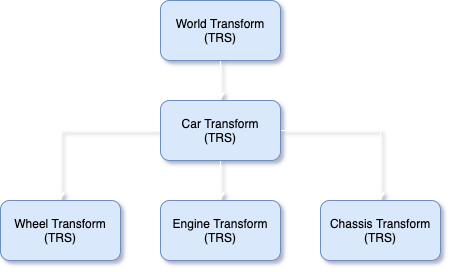 World Transform
(TRS)
Car Transform
(TRS)
Wheel Transform
(TRS)
Engine Transform
(TRS)
Chassis Transform
(TRS)